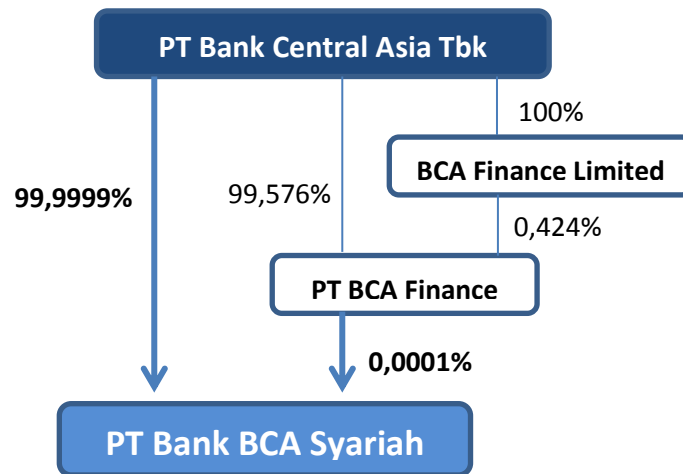 PT Bank Central Asia Tbk
100%
BCA Finance Limited
99,9999%
99,576%
0,424%
PT BCA Finance
0,0001%
PT Bank BCA Syariah